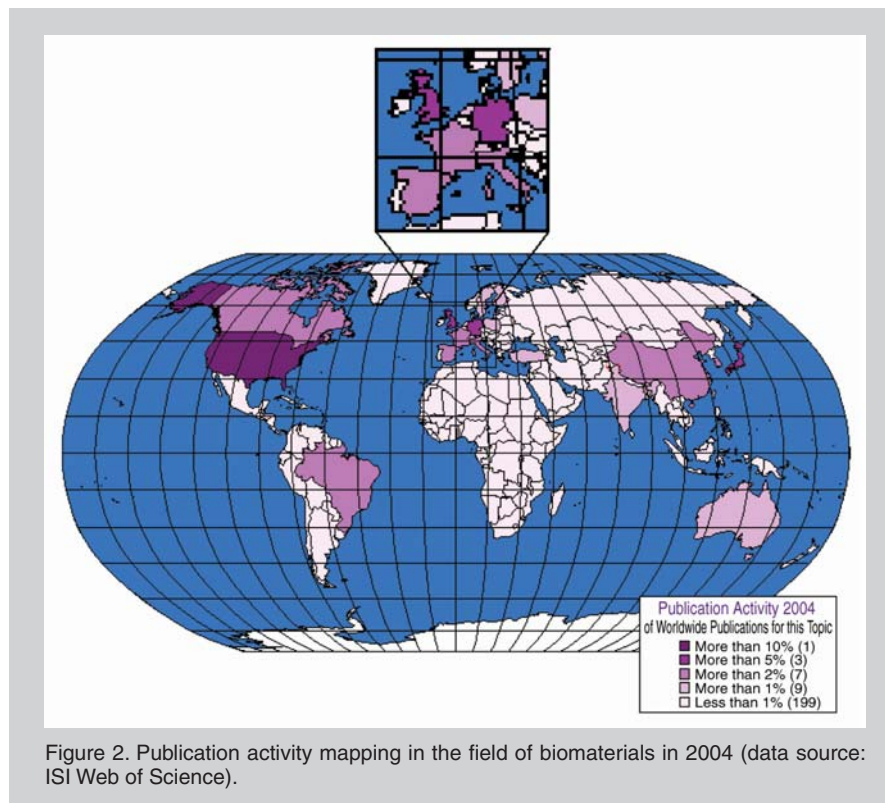 Publication Activity 2004
of Worldwide Publications for this Topic
More than 10% (1)
More than 5% (3)
More than 2% (7)
More than 1% (9)
Less than 1% (199)
Figure 2. Publication activity mapping in the field of biomaterials in 2004 (data source:
ISI Web of Science).